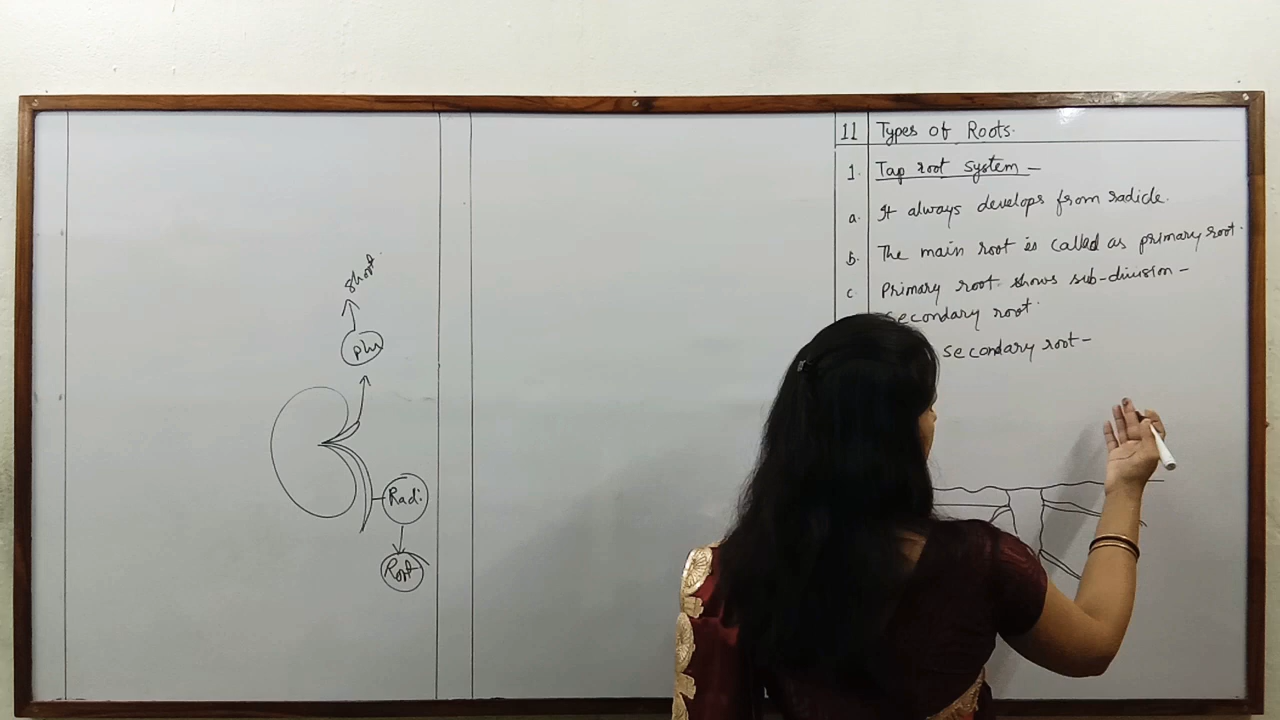 shoot.
plu
Radi.
Root
11 Types of Roots.
1. Tap root system -
a. It always develops from radicle.
b. The main root is called as primary root.
c. Primary root shows sub-division -
secondary root.
secondary root -